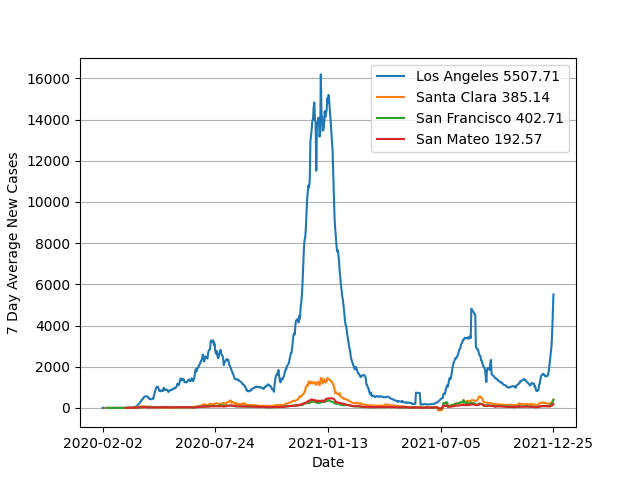 Los Angeles 5507.71
Santa Clara 385.14
San Francisco 402.71
San Mateo 192.57
7 Day Average New Cases
16000
14000
12000
10000
8000
6000
4000
2000
0
2020-02-02 2020-07-24 2021-01-13 2021-07-05 2021-12-25
Date